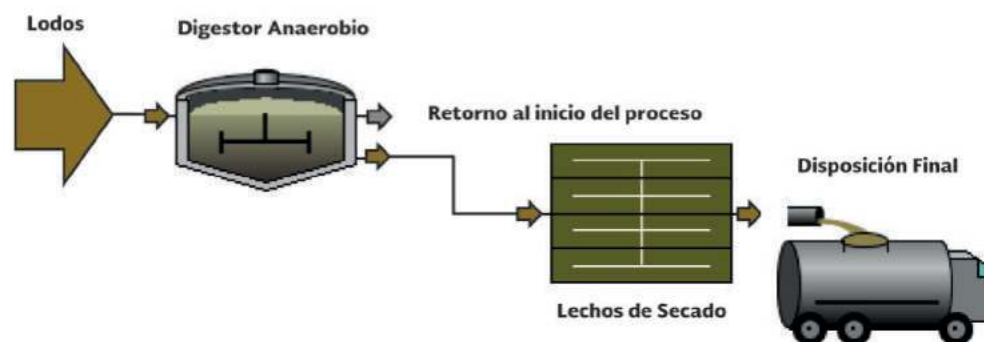 Lodos
Digestor Anaerobio
Retorno al inicio del proceso
Disposición Final
Lechos de Secado